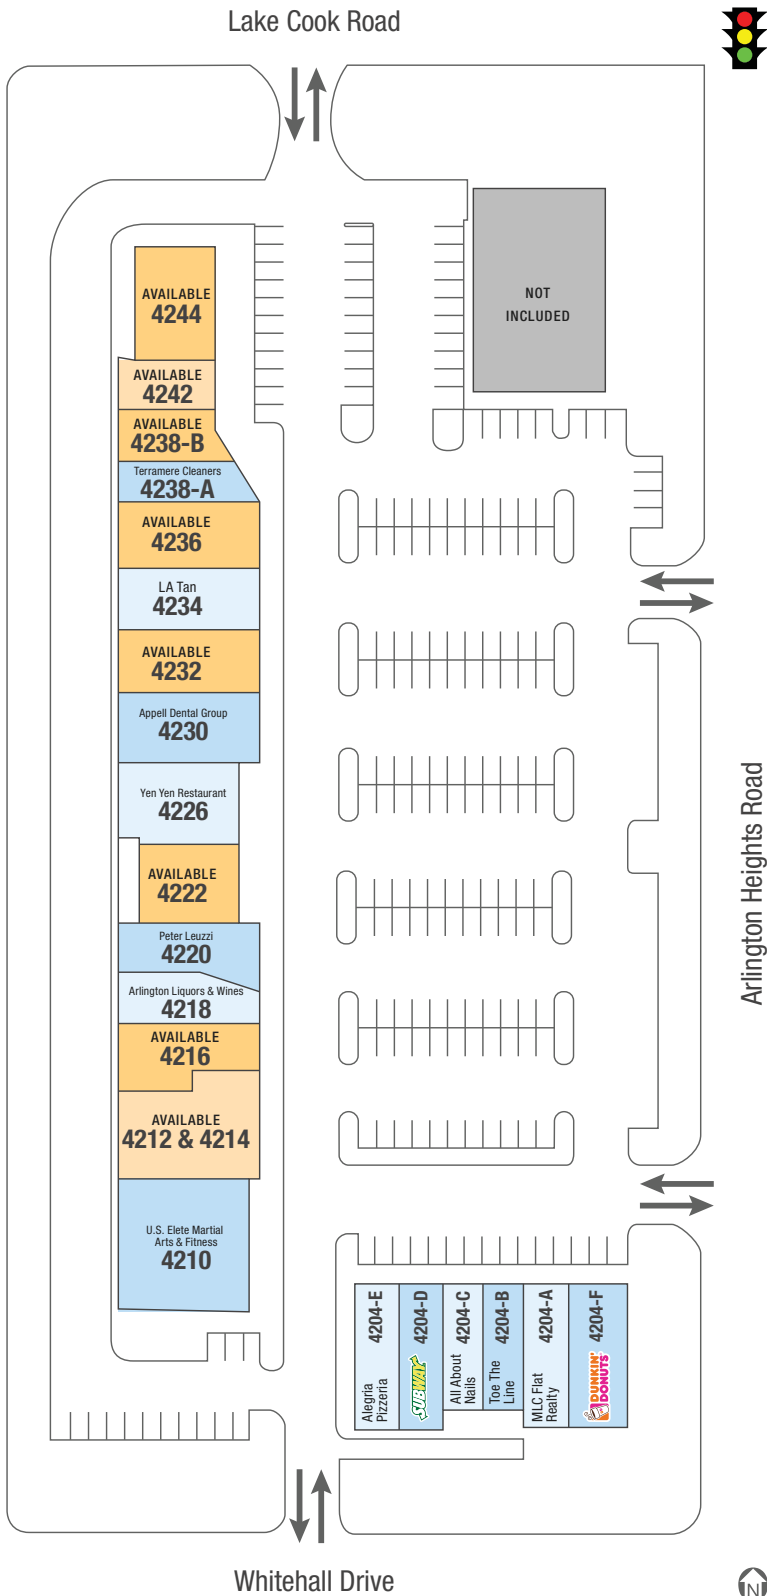 Lake Cook Road
NOT
INCLUDED
AVAILABLE
4244
AVAILABLE
4242
AVAILABLE
4238-B
Terramere Cleaners
4238-A
AVAILABLE
4236
LA Tan
4234
AVAILABLE
4232
Appell Dental Group
4230
Yen Yen Restaurant
4226
AVAILABLE
4222
Peter Leuzzi
4220
Arlington Liquors & Wines
4218
AVAILABLE
4216
AVAILABLE
4212 & 4214
U.S. Elete Martial
Arts & Fitness
4210
Arlington Heights Road
4204-E
Alegria
Pizzeria
4204-D
SUBWAY
4204-C
All About
Nails
4204-B
Toe The
Line
4204-A
MLC Flat
Realty
4204-F
DUNKIN'
DONUTS
Whitehall Drive
N